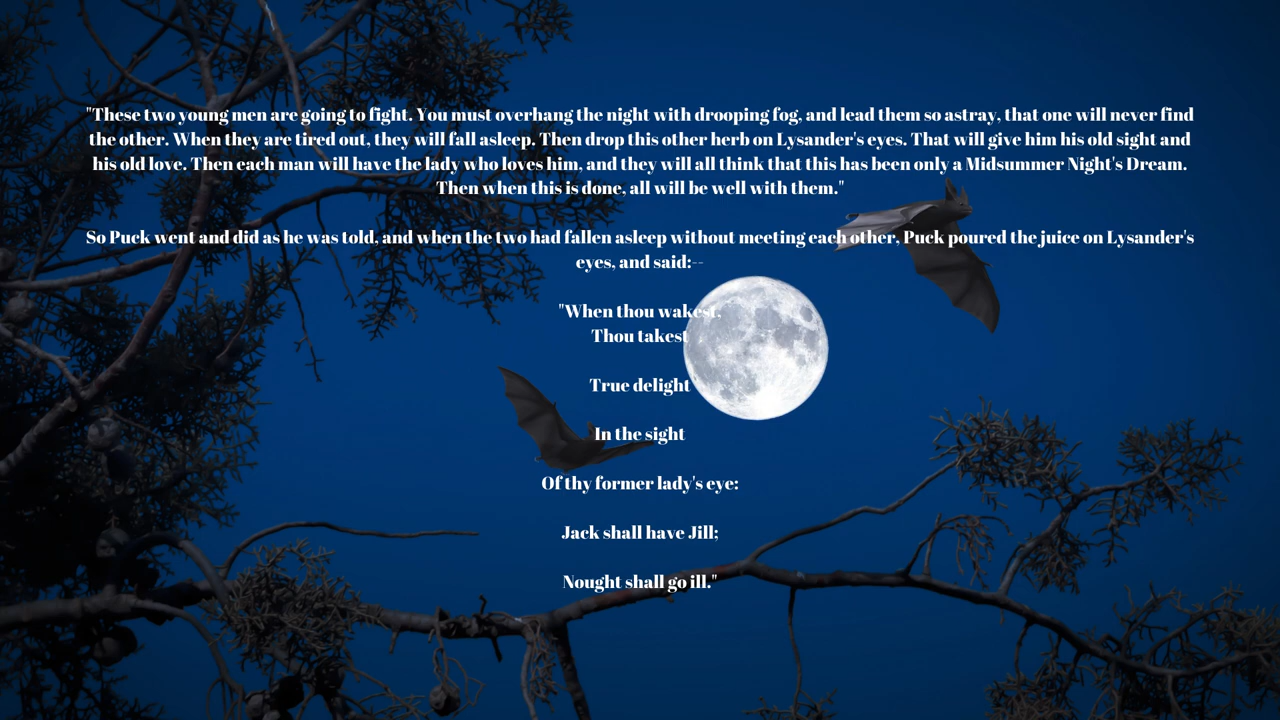 "These two young men are going to fight. You must overhang the night with drooping fog, and lead them so astray, that one will never find
the other. When they are tired out, they will fall asleep. Then drop this other herb on Lysander's eyes. That will give him his old sight and
his old love. Then each man will have the lady who loves him, and they will all think that this has been only a Midsummer Night's Dream.
Then when this is done, all will be well with them."
So Puck went and did as he was told, and when the two had fallen asleep without meeting each other, Puck poured the juice on Lysander's
eyes, and said:--
"When thou wakest,
Thou takest
True delight
In the sight
Of thy former lady's eye:
Jack shall have Jill;
Nought shall go ill."